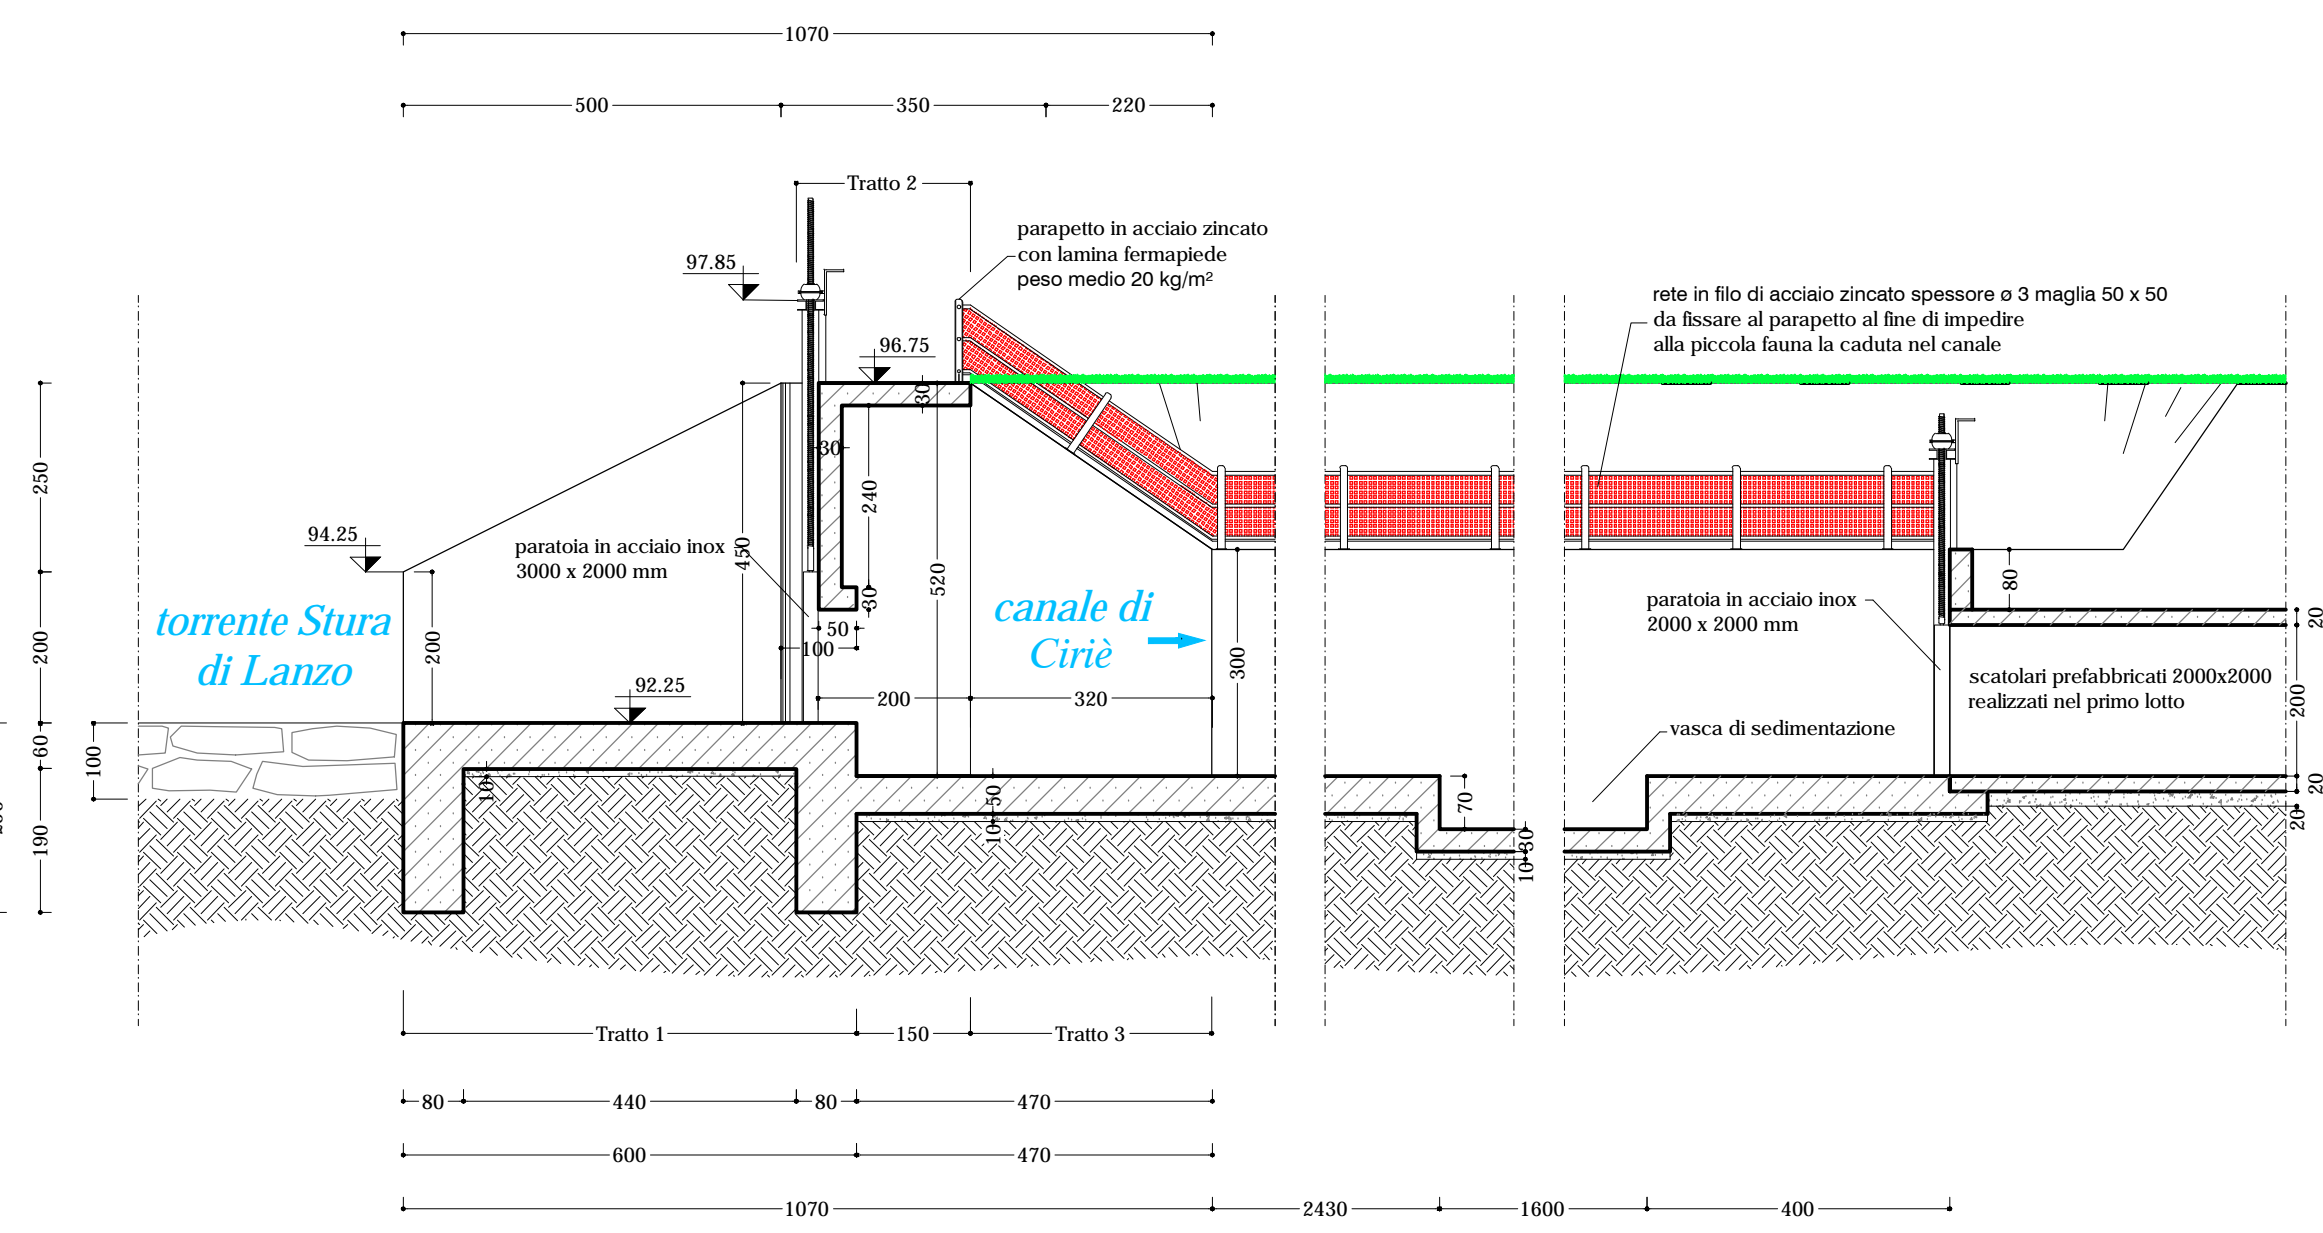 1070
500
350
220
Tratto 2
parapetto in acciaio zincato
con lamina fermapiede
peso medio 20 kg/m²
97.85
rete in filo di acciaio zincato spessore ø 3 maglia 50 x 50
da fissare al parapetto al fine di impedire
alla piccola fauna la caduta nel canale
96.75
30
30
250
240
94.25
paratoia in acciaio inox
3000 x 2000 mm
450
520
80
30
paratoia in acciaio inox
2000 x 2000 mm
20
torrente Stura
di Lanzo
canale di
Ciriè
50
100
200
200
300
scatolari prefabbricati 2000x2000
realizzati nel primo lotto
200
92.25
200
320
vasca di sedimentazione
60
100
10
50
10
70
30
10
20
20
190
Tratto 1
150
Tratto 3
80
440
80
470
600
470
1070
2430
1600
400